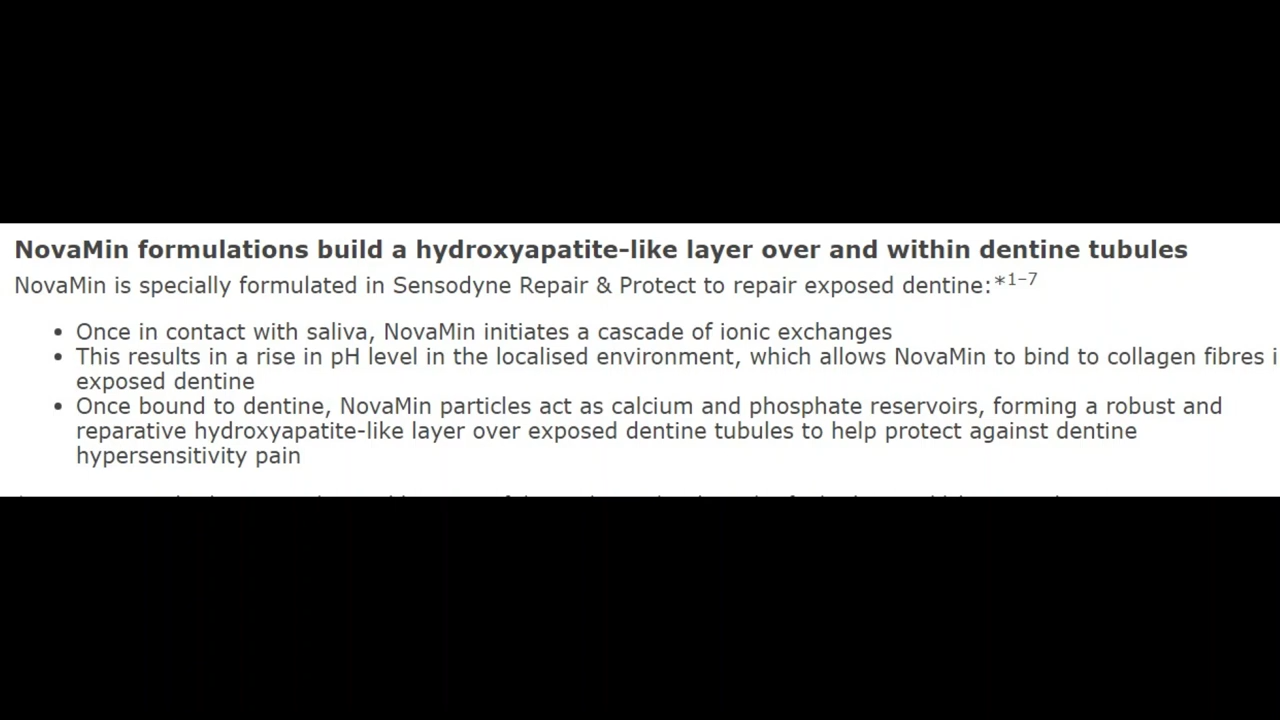 NovaMin formulations build a hydroxyapatite-like layer over and within dentine tubules
NovaMin is specially formulated in Sensodyne Repair & Protect to repair exposed dentine:*1–7
• Once in contact with saliva, NovaMin initiates a cascade of ionic exchanges
• This results in a rise in pH level in the localised environment, which allows NovaMin to bind to collagen fibres i
exposed dentine
• Once bound to dentine, NovaMin particles act as calcium and phosphate reservoirs, forming a robust and
reparative hydroxyapatite-like layer over exposed dentine tubules to help protect against dentine
hypersensitivity pain